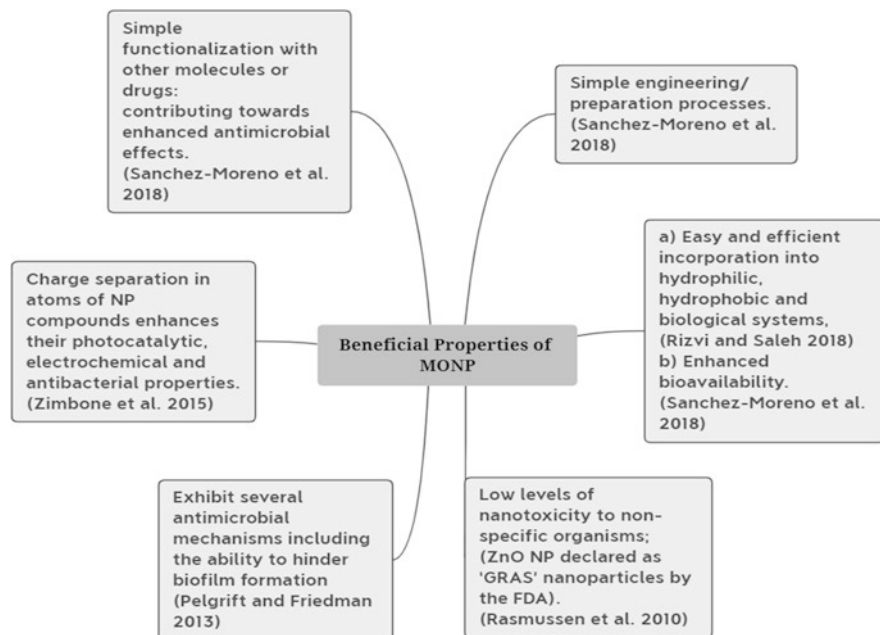 Simple
functionalization with
other molecules or
drugs:
contributing towards
enhanced antimicrobial
effects.
(Sanchez-Moreno et al.
2018)
Simple engineering/
preparation processes.
(Sanchez-Moreno et al.
2018)
Charge separation in
atoms of NP
compounds enhances
their photocatalytic,
electrochemical and
antibacterial properties.
(Zimbone et al. 2015)
Beneficial Properties of
MONP
a) Easy and efficient
incorporation into
hydrophilic,
hydrophobic and
biological systems,
(Rizvi and Saleh 2018)
b) Enhanced
bioavailability.
(Sanchez-Moreno et al.
2018)
Exhibit several
antimicrobial
mechanisms including
the ability to hinder
biofilm formation
(Pelgrift and Friedman
2013)
Low levels of
nanotoxicity to non-
specific organisms;
(ZnO NP declared as
'GRAS' nanoparticles by
the FDA).
(Rasmussen et al. 2010)